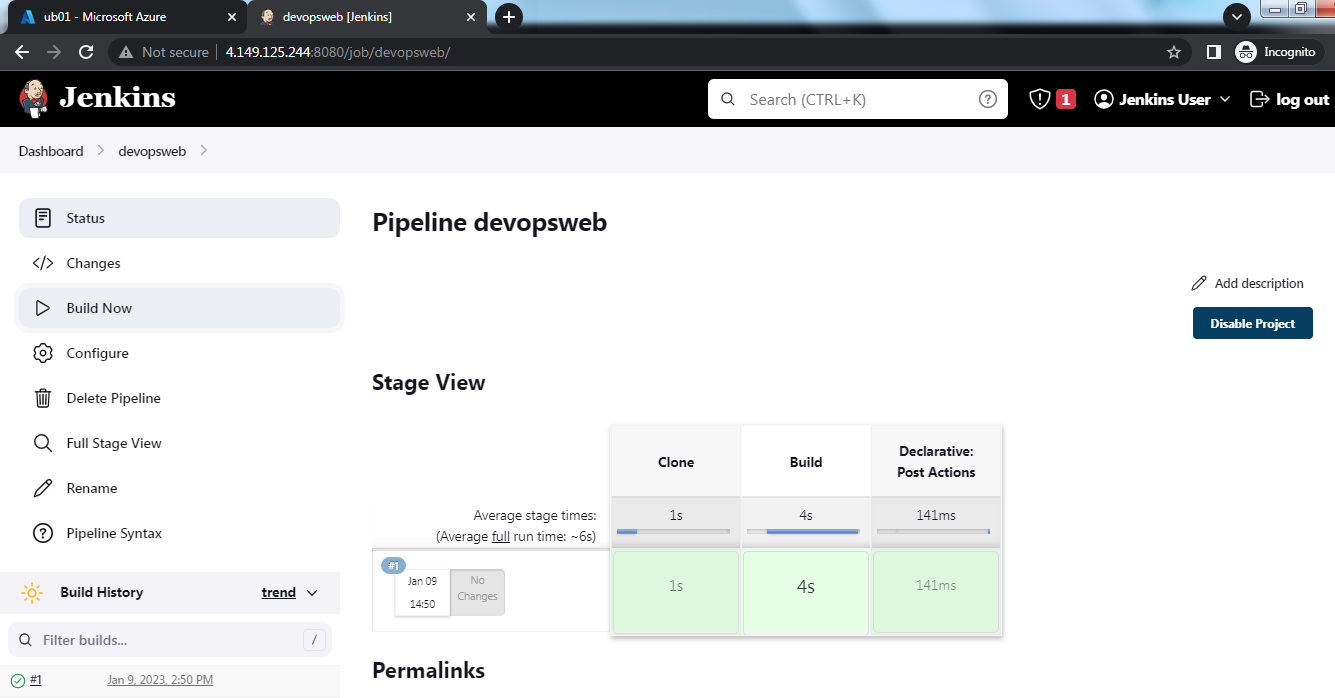 ub01 - Microsoft Azure
devopsweb [Jenkins]
Not secure
4.149.125.244:8080/job/devopsweb/
Incognito
Jenkins
Search (CTRL+K)
1
Jenkins User
log out
Dashboard
devopsweb
Status
Changes
Build Now
Configure
Delete Pipeline
Full Stage View
Rename
Pipeline Syntax
Build History
trend
Filter builds...
/
#1
Jan 9, 2023, 2:50 PM
Pipeline devopsweb
Add description
Disable Project
Stage View
Clone
Build
Declarative:
Post Actions
Average stage times:
(Average full run time: ~6s)
1s
4s
141ms
#1
Jan 09
14:50
No
Changes
1s
4s
141ms
Permalinks